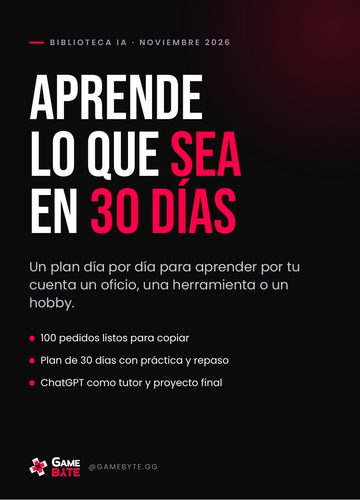 BIBLIOTECA IA · NOVIEMBRE 2026
APRENDE
LO QUE SEA
EN 30 DÍAS
Un plan día por día para aprender por tu
cuenta un oficio, una herramienta o un
hobby.
100 pedidos listos para copiar
Plan de 30 días con práctica y repaso
ChatGPT como tutor y proyecto final
GAME
BATE
@GAMEBYTE.GG